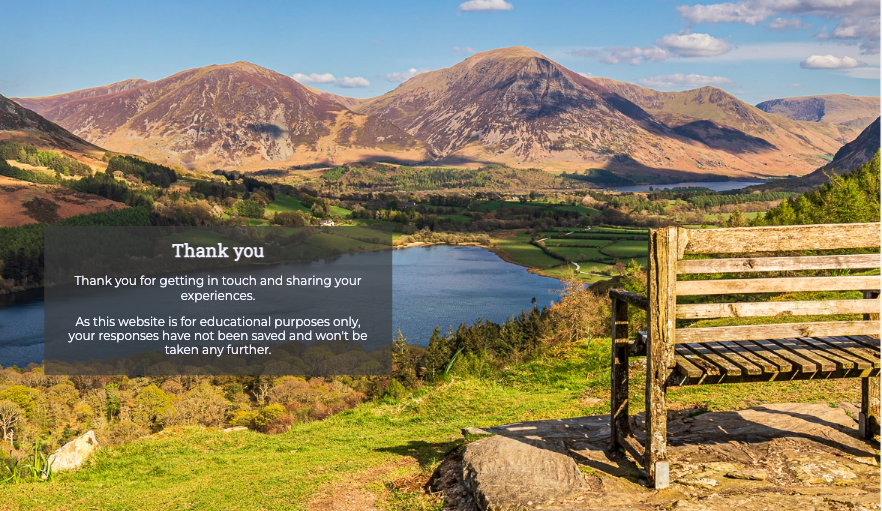 Thank you
Thank you for getting in touch and sharing your
experiences.
As this website is for educational purposes only,
your responses have not been saved and won't be
taken any further.